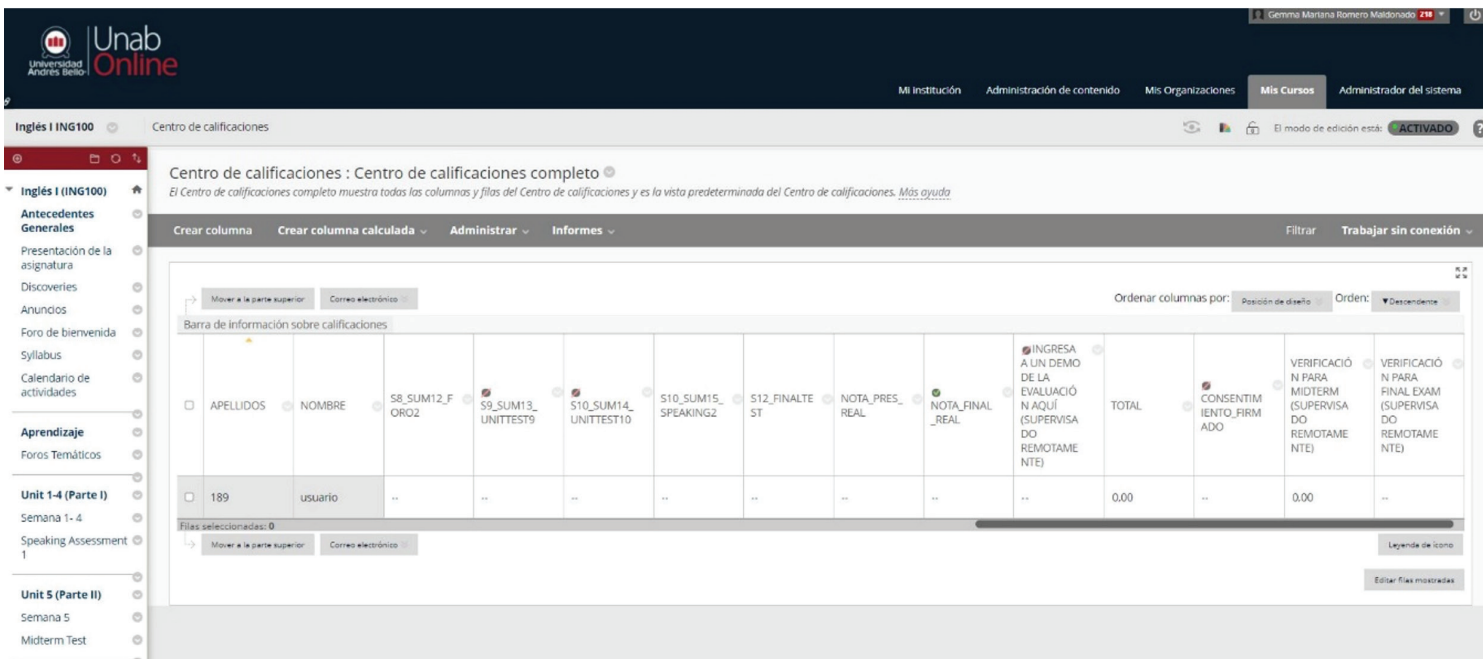 Gemma Mariana Romero Maldonado 218
Universidad
Andrés Bello
Unab
Online
Mi institución Administración de contenido Mis Organizaciones Mis Cursos Administrador del sistema
Inglés I ING100 Centro de calificaciones El modo de edición está: ACTIVADO ?
Inglés I (ING100)
Antecedentes
Generales
Presentación de la
asignatura
Discoveries
Anuncios
Foro de bienvenida
Syllabus
Calendario de
actividades
Aprendizaje
Foros Temáticos
Unit 1-4 (Parte I)
Semana 1- 4
Speaking Assessment
1
Unit 5 (Parte II)
Semana 5
Midterm Test
Centro de calificaciones : Centro de calificaciones completo
El Centro de calificaciones completo muestra todas las columnas y filas del Centro de calificaciones y es la vista predeterminada del Centro de calificaciones. Más ayuda
Crear columna Crear columna calculada Administrar Informes Filtrar Trabajar sin conexión
Mover a la parte superior Correo electrónico Ordenar columnas por: Posición de diseño Orden: Descendente
Barra de información sobre calificaciones
APELLIDOS
NOMBRE
S8_SUM12_F
ORO2
S9_SUM13_
UNITTEST9
S10_SUM14_
UNITTEST10
S10_SUM15_
SPEAKING2
S12_FINALTE
ST
NOTA_PRES_
REAL
NOTA_FINAL
_REAL
INGRESA
A UN DEMO
DE LA
EVALUACIÓ
N AQUÍ
(SUPERVISA
DO
REMOTAME
NTE)
TOTAL
CONSENTIM
IENTO_FIRM
ADO
VERIFICACIÓ
N PARA
MIDTERM
(SUPERVISA
DO
REMOTAME
NTE)
VERIFICACIÓ
N PARA
FINAL EXAM
(SUPERVISA
DO
REMOTAME
NTE)
189 usuario -- -- -- -- -- -- -- -- 0.00 -- 0.00 --
Filas seleccionadas: 0
Mover a la parte superior Correo electrónico Leyenda de icono
Editar filas mostradas